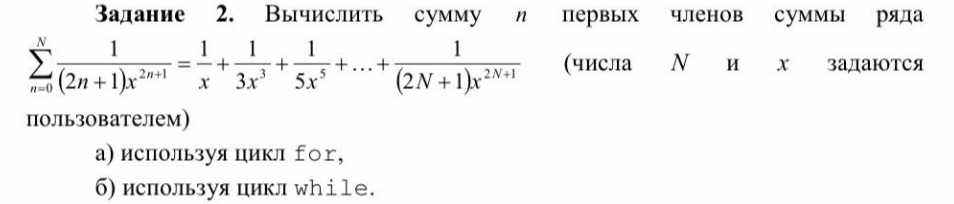 Задание 2. Вычислить сумму n первых членов суммы ряда
\sum_{n=0}^{N} \frac{1}{(2n+1)x^{2n+1}} = \frac{1}{x} + \frac{1}{3x^3} + \frac{1}{5x^5} + \ldots + \frac{1}{(2N+1)x^{2N+1}} (числа N и x задаются
пользователем)
а) используя цикл for,
б) используя цикл while.